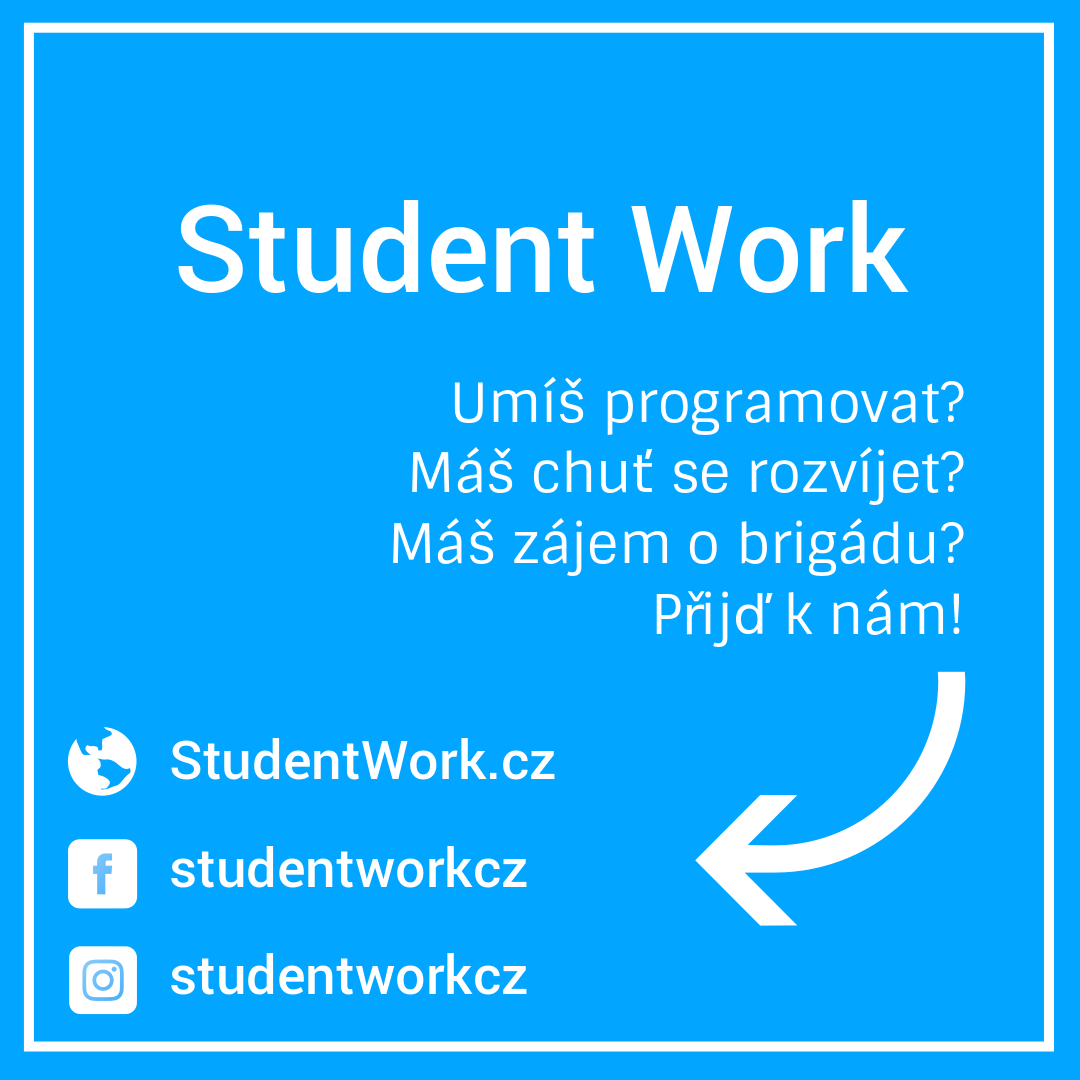 Student Work
Umíš programovat?
Máš chuť se rozvíjet?
Máš zájem o brigádu?
Přijď k nám!
StudentWork.cz
studentworkcz
studentworkcz